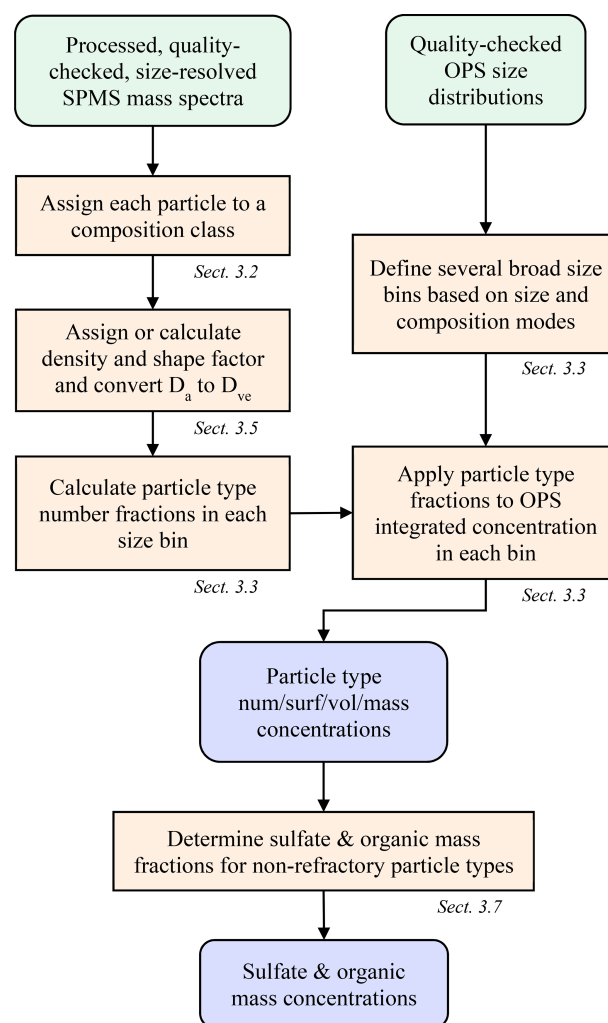 Processed, quality-
checked, size-resolved
SPMS mass spectra
Quality-checked
OPS size
distributions
Assign each particle to a
composition class
Sect. 3.2
Define several broad size
bins based on size and
composition modes
Sect. 3.3
Assign or calculate
density and shape factor
and convert Da to Dve
Sect. 3.5
Calculate particle type
number fractions in each
size bin
Sect. 3.3
Apply particle type
fractions to OPS
integrated concentration
in each bin
Sect. 3.3
Particle type
num/surf/vol/mass
concentrations
Determine sulfate & organic mass
fractions for non-refractory particle types
Sect. 3.7
Sulfate & organic
mass concentrations